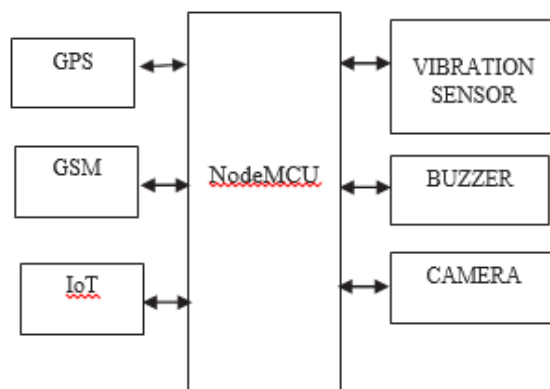 GPS
GSM
IoT
NodeMCU
VIBRATION
SENSOR
BUZZER
CAMERA